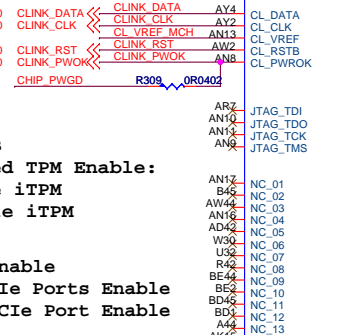 CLINK_DATA CLINK_DATA AY4 CL_DATA
CLINK_CLK CLINK_CLK AY2 CL_CLK
CL_VREF_MCH AN13 CL_VREF
CLINK_RST CLINK_RST AW2 CL_RSTB
CLINK_PWOK CLINK_PWOK AN8 CL_PWROK
CHIP_PWGD R309 0R0402
AR7 JTAG_TDI
AN10 JTAG_TDO
AN11 JTAG_TCK
AN9 JTAG_TMS
ed TPM Enable:
e iTPM
le iTPM
AN17 NC_01
B45 NC_02
AW44 NC_03
AN16 NC_04
AD42 NC_05
W30 NC_06
U32 NC_07
nable R42 NC_08
BE44 NC_09
Ie Ports Enable BE2 NC_10
BD45 NC_11
CIe Port Enable BD1 NC_12
A44 NC_13